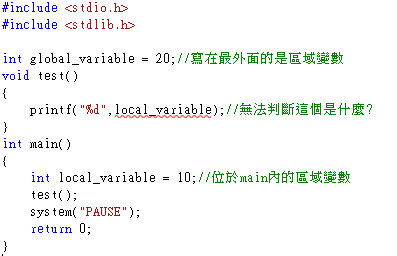 #include <stdio.h>
#include <stdlib.h>
int global_variable = 20;//寫在最外面的是區域變數
void test()
{
printf("%d",local_variable);//無法判斷這個是什麼?
}
int main()
{
int local_variable = 10;//位於main內的區域變數
test();
system("PAUSE");
return 0;
}